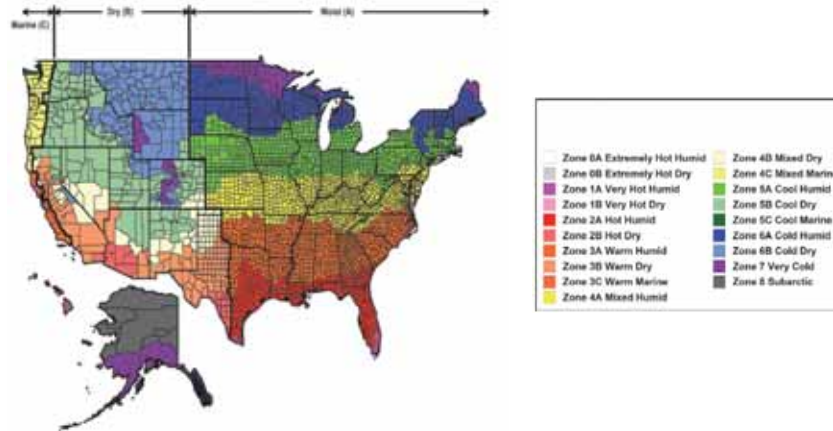 Marine (C)
Dry (B)
Moist (A)
Zone 0A Extremely Hot Humid
Zone 0B Extremely Hot Dry
Zone 1A Very Hot Humid
Zone 1B Very Hot Dry
Zone 2A Hot Humid
Zone 2B Hot Dry
Zone 3A Warm Humid
Zone 3B Warm Dry
Zone 3C Warm Marine
Zone 4A Mixed Humid
Zone 4B Mixed Dry
Zone 4C Mixed Marine
Zone 5A Cool Humid
Zone 5B Cool Dry
Zone 5C Cool Marine
Zone 6A Cold Humid
Zone 6B Cold Dry
Zone 7 Very Cold
Zone 8 Subarctic